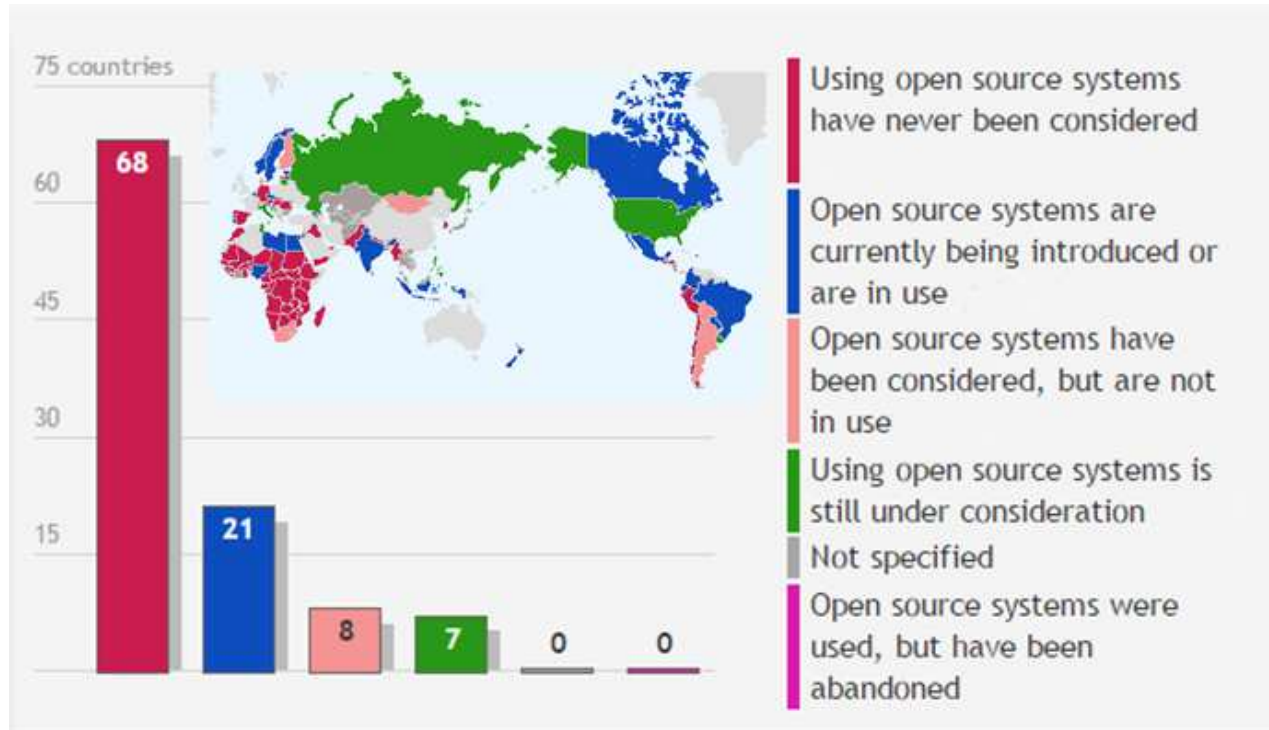 75 countries
60
45
30
15
68
21
8
7
0
0
Using open source systems
have never been considered
Open source systems are
currently being introduced or
are in use
Open source systems have
been considered, but are not
in use
Using open source systems is
still under consideration
Not specified
Open source systems were
used, but have been
abandoned